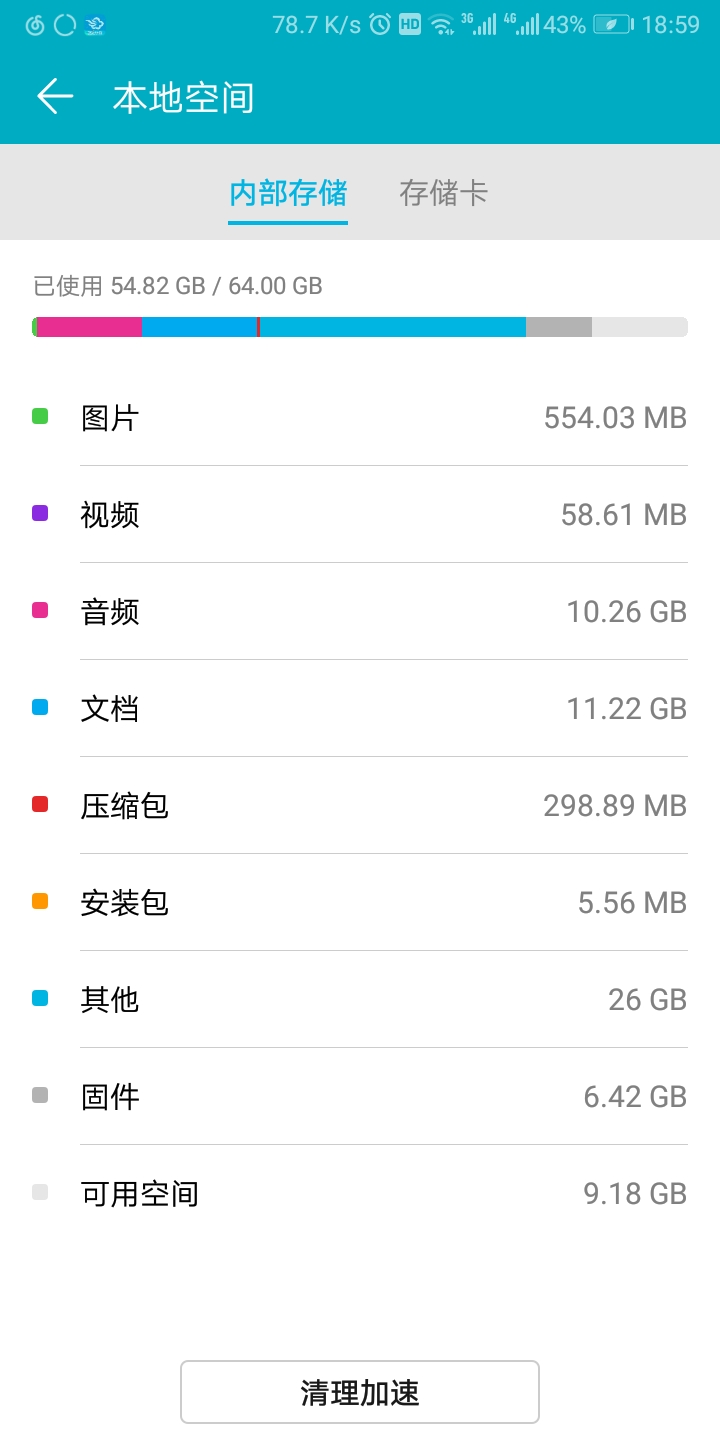 78.7 K/s HD 3G 4G 43% 18:59
本地空间
内部存储 存储卡
已使用 54.82 GB / 64.00 GB
图片 554.03 MB
视频 58.61 MB
音频 10.26 GB
文档 11.22 GB
压缩包 298.89 MB
安装包 5.56 MB
其他 26 GB
固件 6.42 GB
可用空间 9.18 GB
清理加速